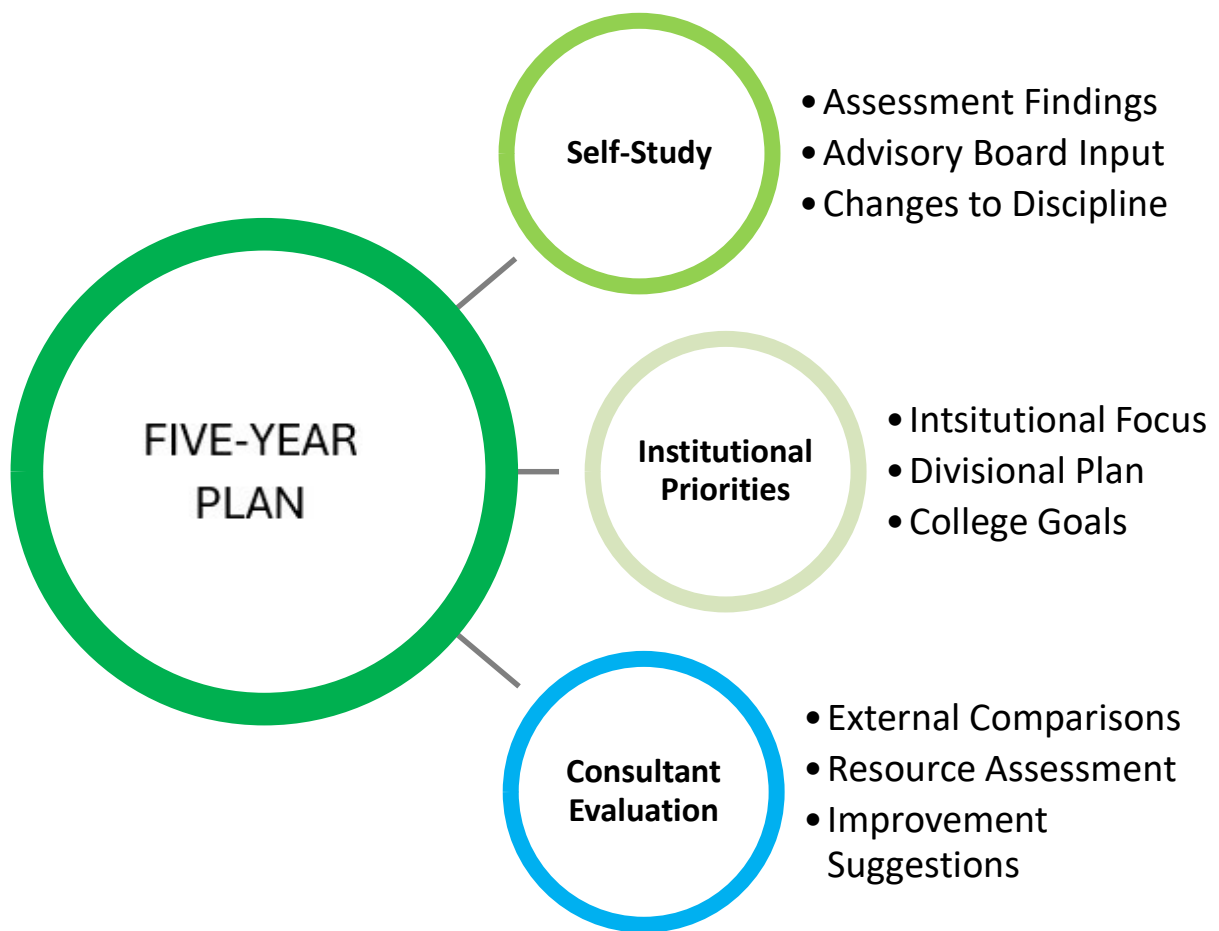 FIVE-YEAR
PLAN
Self-Study
• Assessment Findings
• Advisory Board Input
• Changes to Discipline
Institutional
Priorities
• Intsitutional Focus
• Divisional Plan
• College Goals
Consultant
Evaluation
• External Comparisons
• Resource Assessment
• Improvement
Suggestions